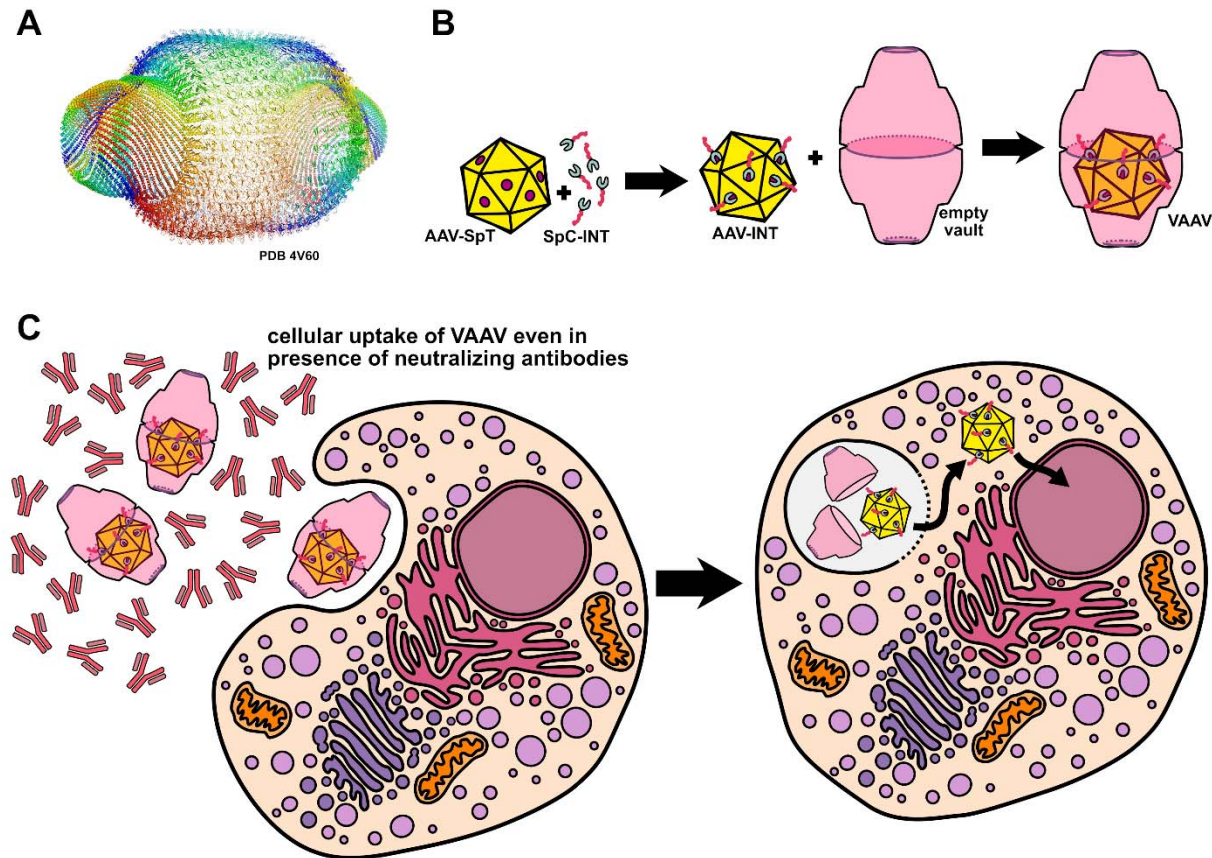 A
PDB 4V60
B
AAV-SpT
+
SpC-INT
AAV-INT
+
empty
vault
VAAV
C
cellular uptake of VAAV even in
presence of neutralizing antibodies